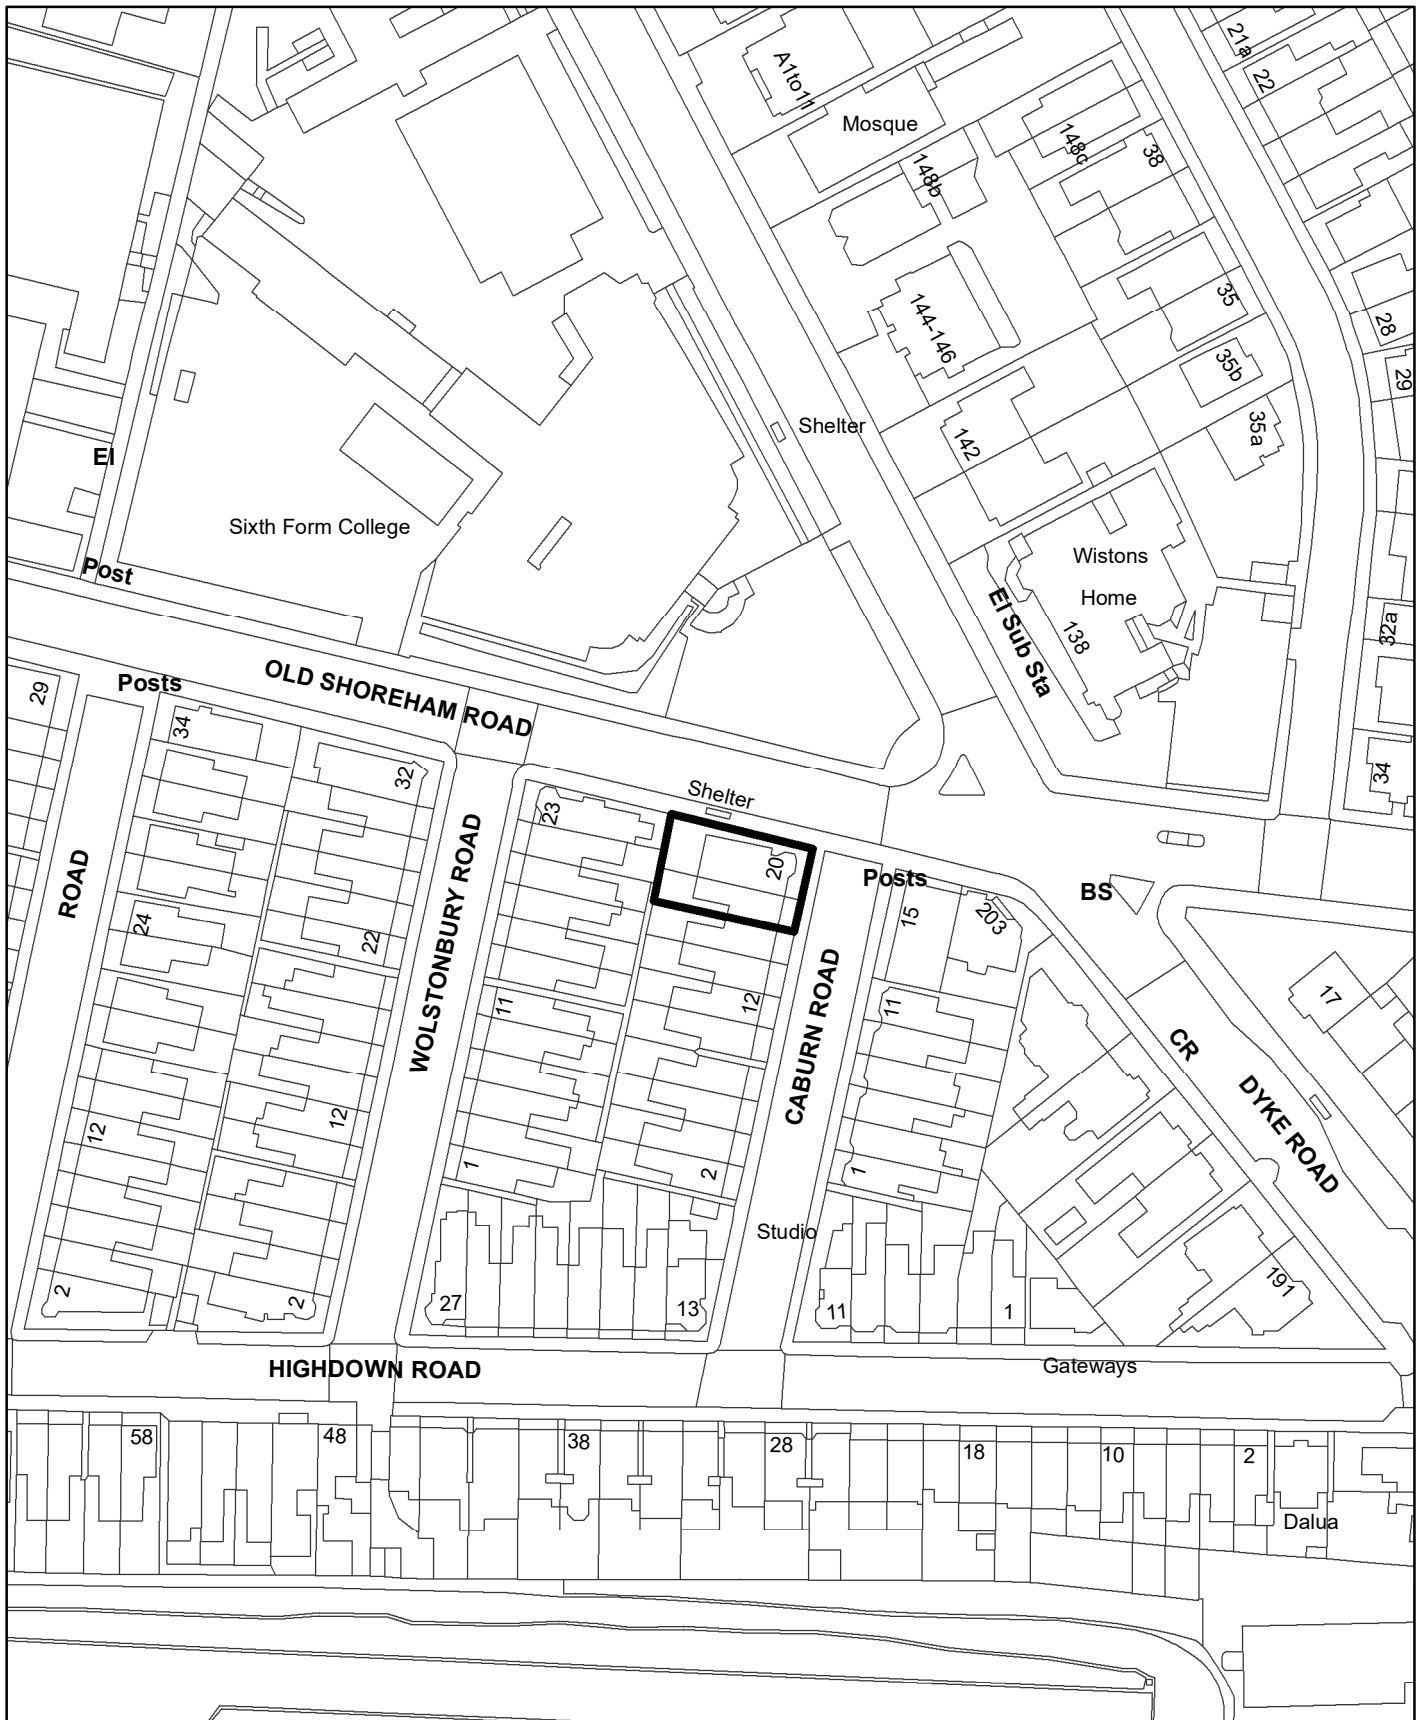 21a
22
A1to11
Mosque
148c
38
148b
35
144-146
28
35b
29
Shelter
35a
142
El
Sixth Form College
Wistons
Home
Post
El Sub Sta
138
32a
29
Posts
OLD SHOREHAM ROAD
34
32
34
Shelter
23
20
Posts
BS
ROAD
WOLSTONBURY ROAD
15
203
24
22
11
12
CABURN ROAD
11
17
CR
DYKE ROAD
12
12
1
2
1
Studio
2
2
27
13
11
1
191
HIGHDOWN ROAD
Gateways
58
48
38
28
18
10
2
Dalua